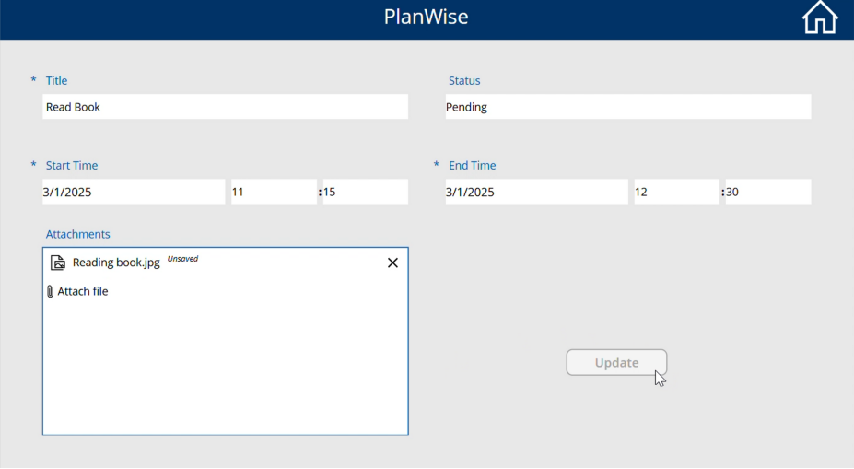 PlanWise
* Title
Status
Read Book
Pending
* Start Time
* End Time
3/1/2025 11 :15
3/1/2025 12 :30
Attachments
Reading book.jpg Unsaved
Attach file
Update